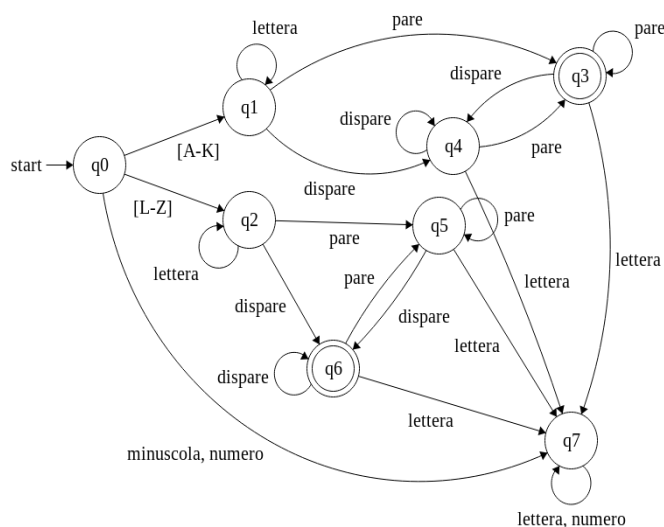 lettera
pare
pare
q3
dispare
q1
dispare
q4
pare
start
q0
[A-K]
dispare
[L-Z]
q2
pare
q5
pare
lettera
lettera
pare
lettera
dispare
dispare
lettera
dispare
q6
lettera
q7
minuscola, numero
lettera, numero